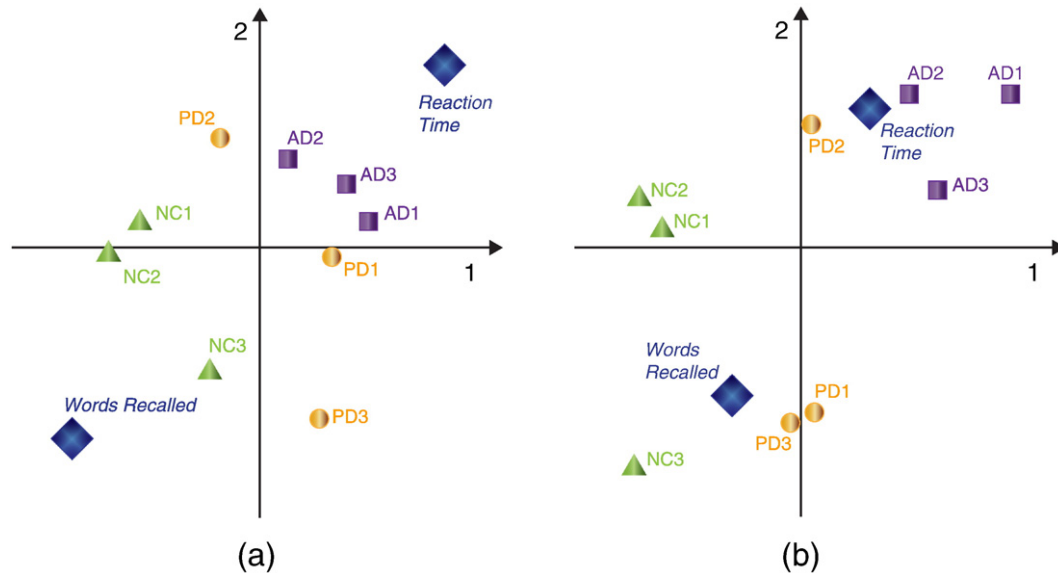 2
Reaction
Time
PD2
AD2
AD3
AD1
NC1
NC2
1
PD1
NC3
Words Recalled
PD3
(a)
2
AD2
AD1
Reaction
Time
PD2
AD3
NC2
NC1
1
Words
Recalled
PD1
PD3
NC3
(b)